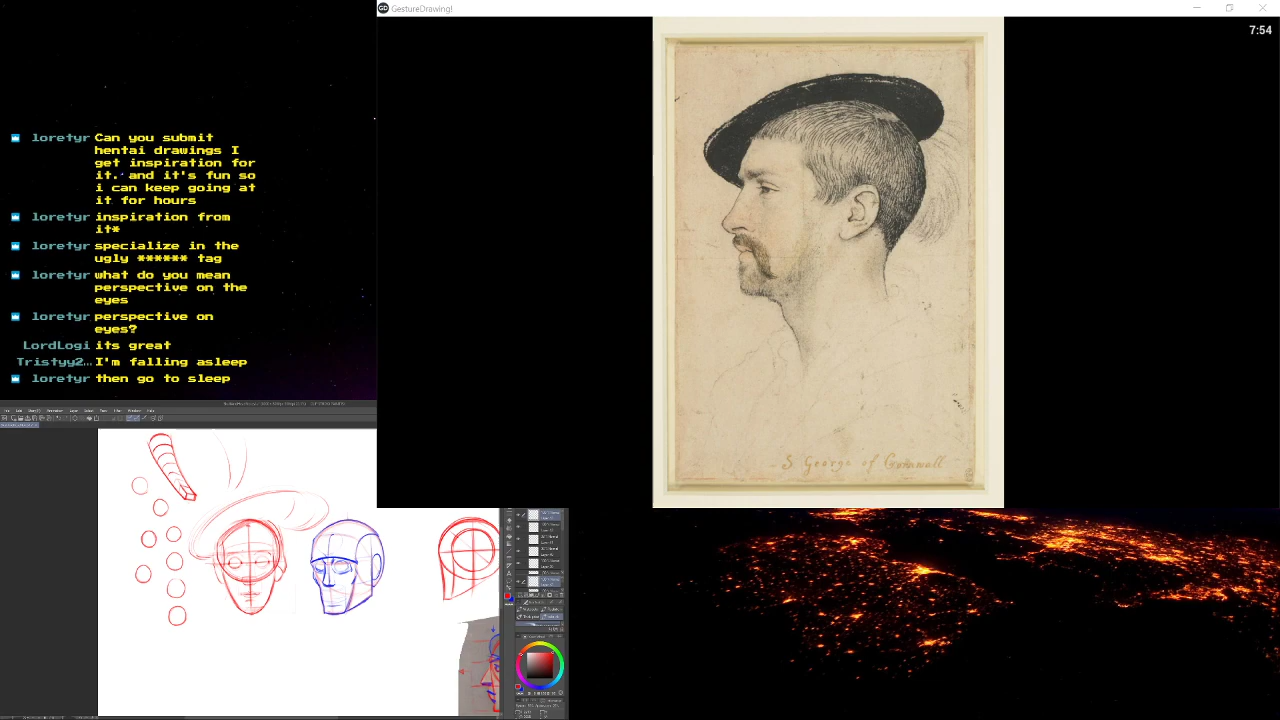 GestureDrawing!
7:54
loretyr Can you submit
hentai drawings I
get inspiration for
it. and it's fun so
i can keep going at
it for hours
loretyr inspiration from
it*
loretyr specialize in the
ugly ****** tag
loretyr what do you mean
perspective on the
eyes
loretyr perspective on
eyes?
LordLogi its great
Tristyy2... I'm falling asleep
loretyr then go to sleep
S George of Cornwall